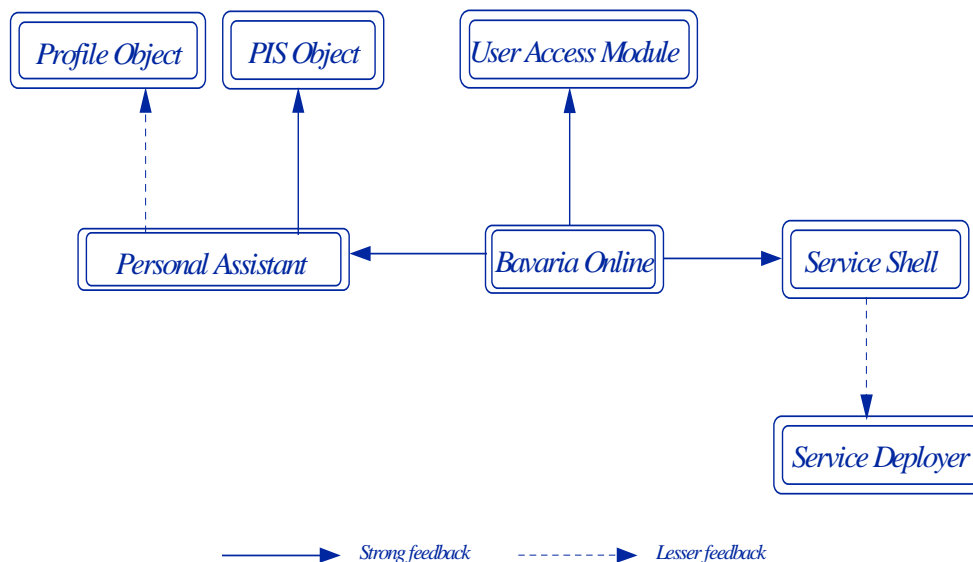 Profile Object
PIS Object
User Access Module
Personal Assistant
Bavaria Online
Service Shell
Service Deployer
Strong feedback
Lesser feedback